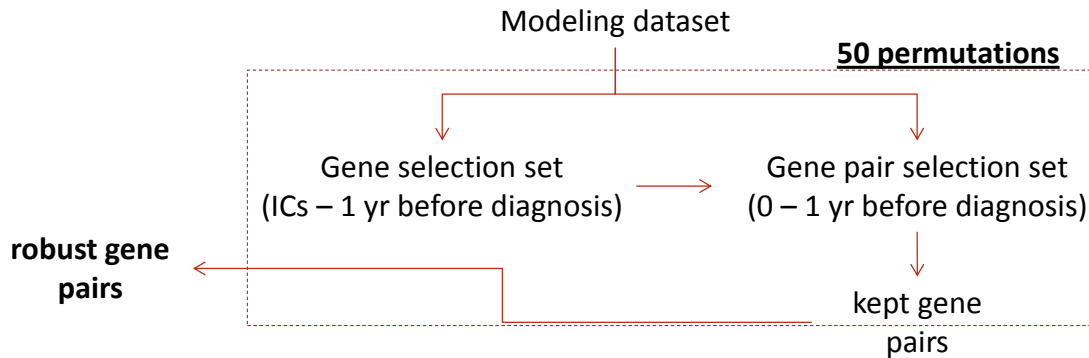 Modeling dataset
50 permutations
Gene selection set
(ICs – 1 yr before diagnosis)
Gene pair selection set
(0 – 1 yr before diagnosis)
robust gene
pairs
kept gene
pairs